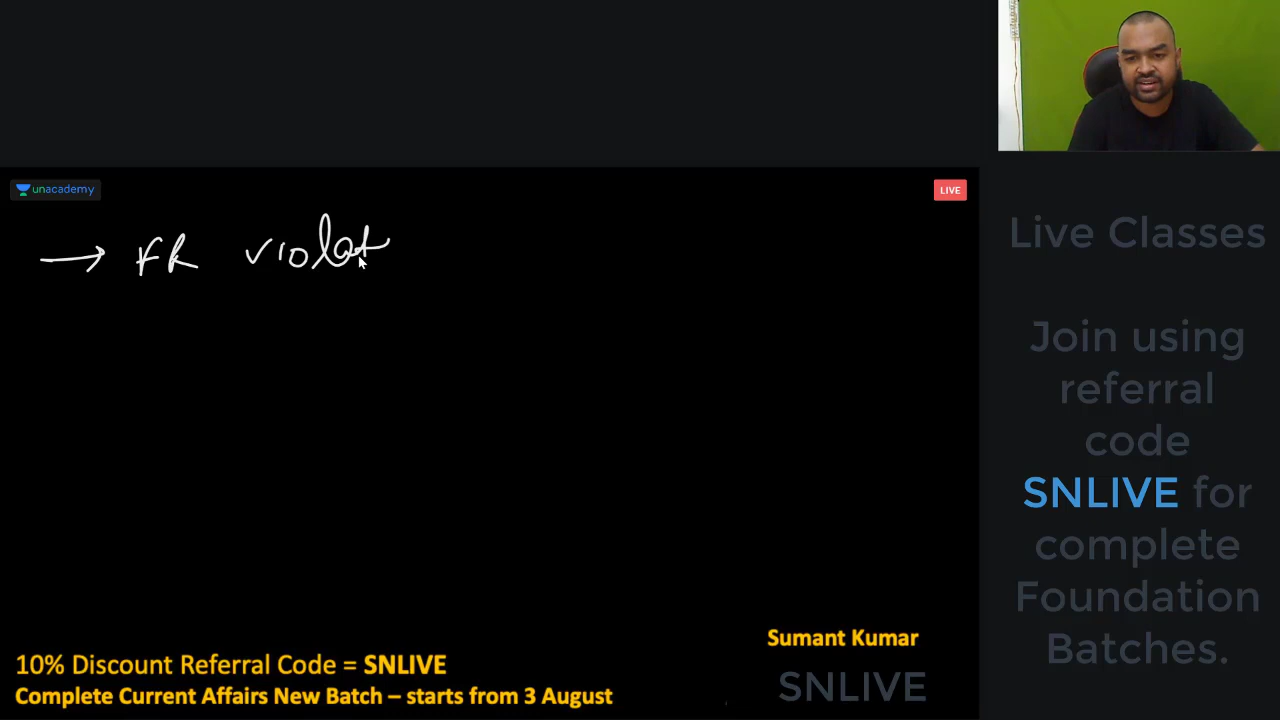 unacademy
LIVE
→ FR violat
Live Classes
Join using
referral
code
SNLIVE for
complete
Foundation
Batches.
Sumant Kumar
SNLIVE
10% Discount Referral Code = SNLIVE
Complete Current Affairs New Batch – starts from 3 August